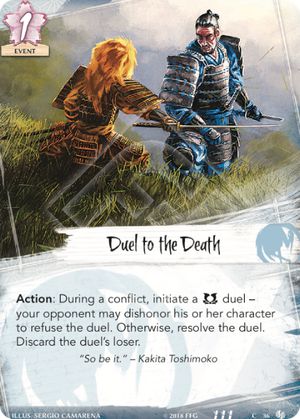 1
EVENT
Duel to the Death
Action: During a conflict, initiate a duel –
your opponent may dishonor his or her character
to refuse the duel. Otherwise, resolve the duel.
Discard the duel's loser.
"So be it." – Kakita Toshimoko
ILLUS: SERGIO CAMARENA © 2018 FFG 111 C 36